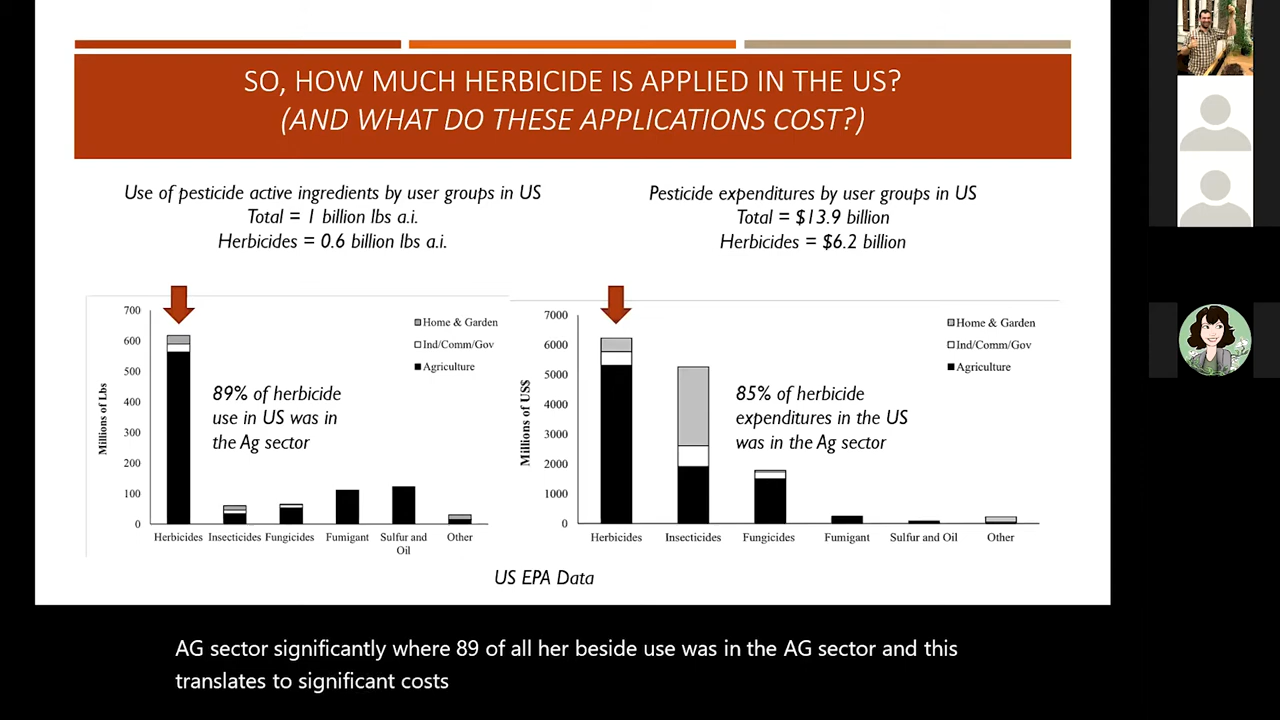 SO, HOW MUCH HERBICIDE IS APPLIED IN THE US?
(AND WHAT DO THESE APPLICATIONS COST?)
Use of pesticide active ingredients by user groups in US
Total = 1 billion lbs a.i.
Herbicides = 0.6 billion lbs a.i.
Pesticide expenditures by user groups in US
Total = $13.9 billion
Herbicides = $6.2 billion
Millions of Lbs
700
600
500
400
300
200
100
0
Home & Garden
Ind/Comm/Gov
Agriculture
89% of herbicide
use in US was in
the Ag sector
Herbicides Insecticides Fungicides Fumigant Sulfur and Oil Other
Millions of US$
7000
6000
5000
4000
3000
2000
1000
0
Home & Garden
Ind/Comm/Gov
Agriculture
85% of herbicide
expenditures in the US
was in the Ag sector
Herbicides Insecticides Fungicides Fumigant Sulfur and Oil Other
US EPA Data
AG sector significantly where 89 of all her beside use was in the AG sector and this
translates to significant costs